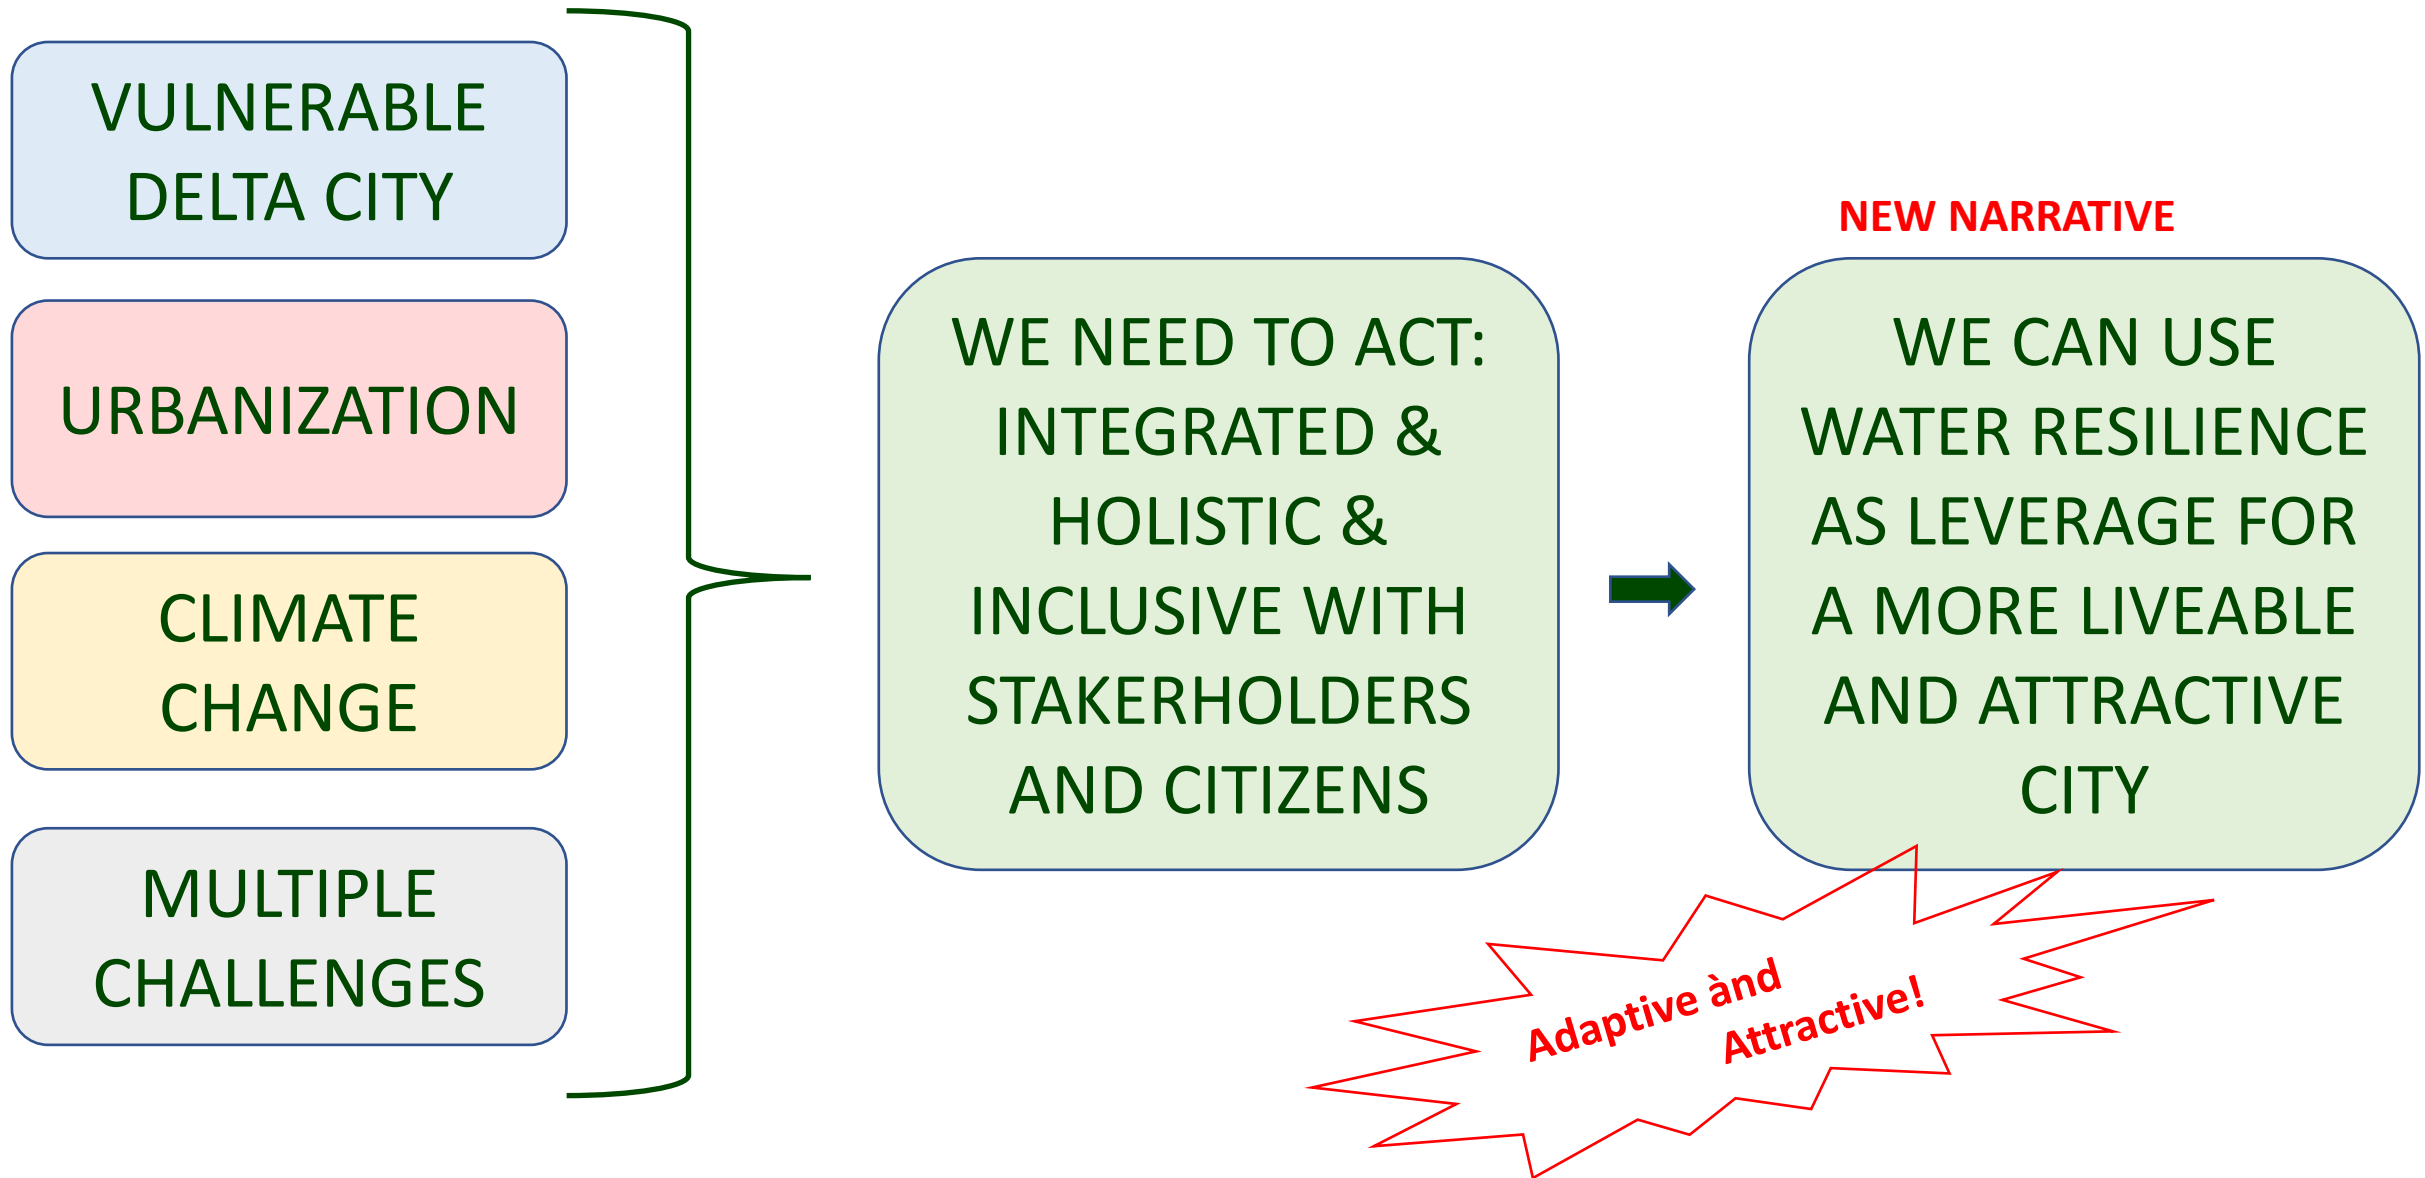 VULNERABLE
DELTA CITY
URBANIZATION
CLIMATE
CHANGE
MULTIPLE
CHALLENGES
WE NEED TO ACT:
INTEGRATED &
HOLISTIC &
INCLUSIVE WITH
STAKERHOLDERS
AND CITIZENS
NEW NARRATIVE
WE CAN USE
WATER RESILIENCE
AS LEVERAGE FOR
A MORE LIVEABLE
AND ATTRACTIVE
CITY
Adaptive ànd
Attractive!